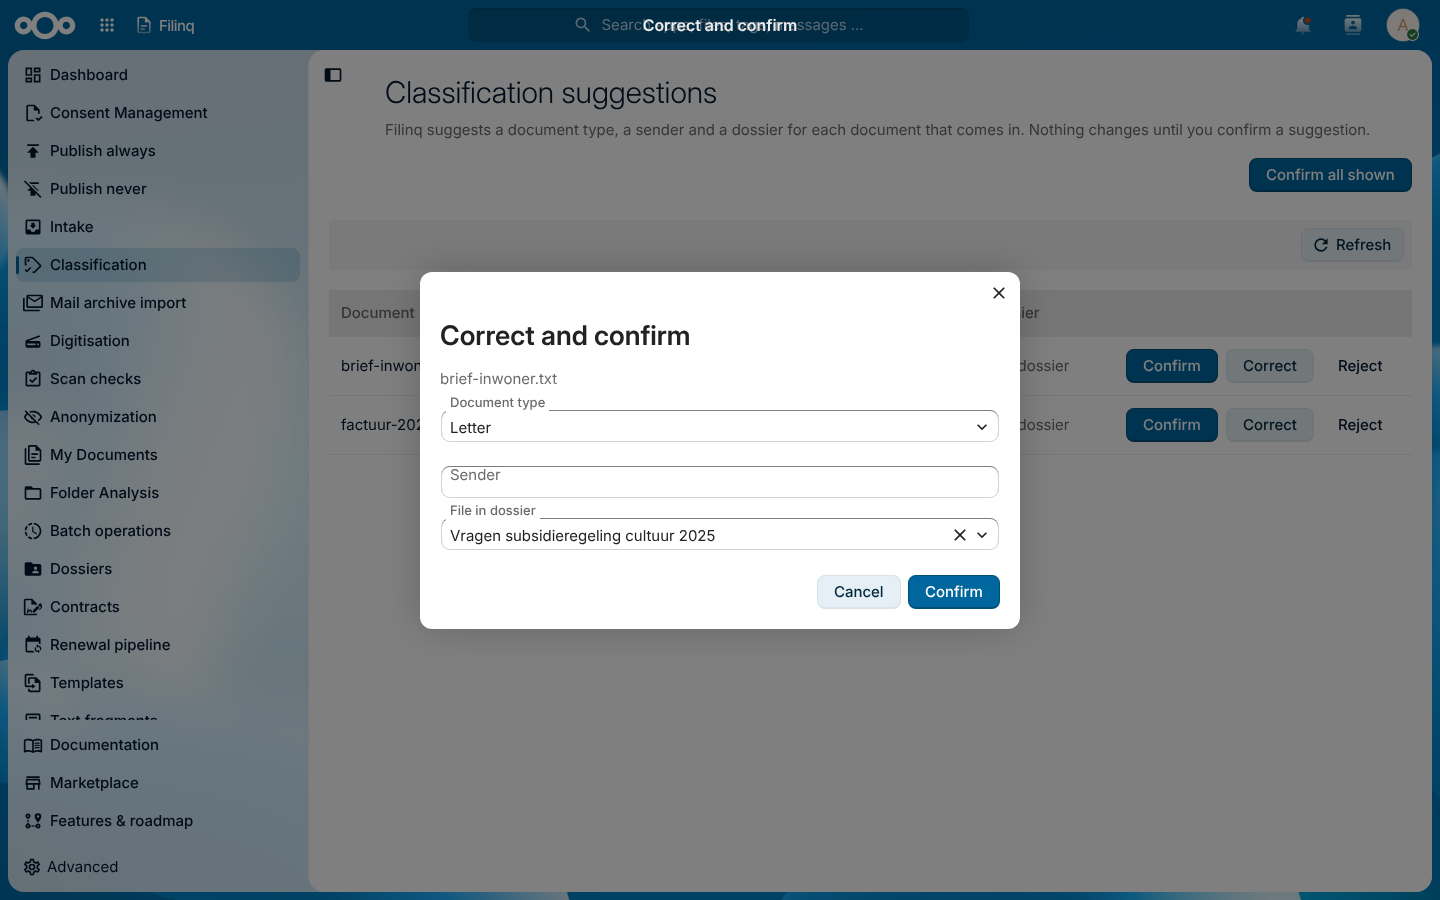 Filinq
Correct and confirm
Dashboard
Consent Management
Publish always
Publish never
Intake
Classification
Mail archive import
Digitisation
Scan checks
Anonymization
My Documents
Folder Analysis
Batch operations
Dossiers
Contracts
Renewal pipeline
Templates
Text fragments
Documentation
Marketplace
Features & roadmap
Advanced
Classification suggestions
Filinq suggests a document type, a sender and a dossier for each document that comes in. Nothing changes until you confirm a suggestion.
Confirm all shown
Refresh
Document
brief-inwon
dossier
Confirm
Correct
Reject
factuur-202
dossier
Confirm
Correct
Reject
Correct and confirm
brief-inwoner.txt
Document type
Letter
Sender
File in dossier
Vragen subsidieregeling cultuur 2025
Cancel
Confirm
A